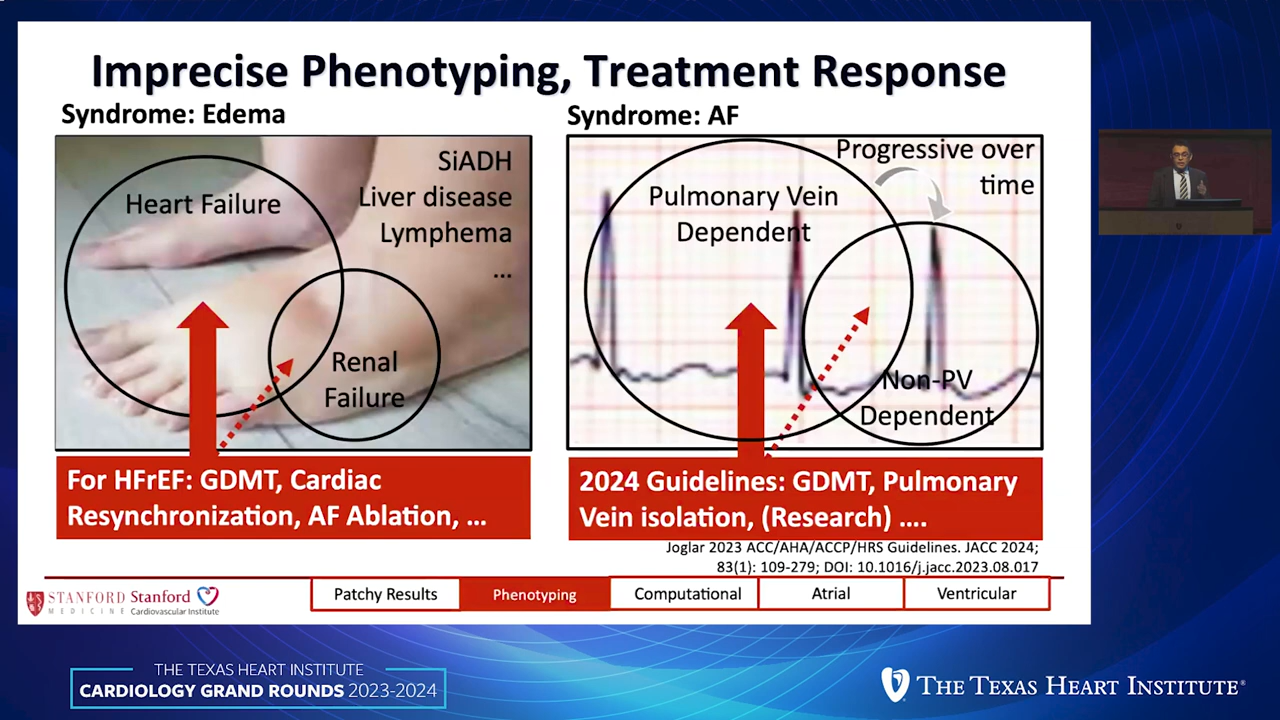 Imprecise Phenotyping, Treatment Response
Syndrome: Edema
Heart Failure
SiADH
Liver disease
Lymphema
...
Renal
Failure
For HFrEF: GDMT, Cardiac
Resynchronization, AF Ablation, ...
Syndrome: AF
Progressive over
time
Pulmonary Vein
Dependent
Non-PV
Dependent
2024 Guidelines: GDMT, Pulmonary
Vein isolation, (Research) ....
Joglar 2023 ACC/AHA/ACCP/HRS Guidelines. JACC 2024;
83(1): 109-279; DOI: 10.1016/j.jacc.2023.08.017
STANFORD
MEDICINE
Stanford
Cardiovascular Institute
Patchy Results
Phenotyping
Computational
Atrial
Ventricular
THE TEXAS HEART INSTITUTE
CARDIOLOGY GRAND ROUNDS 2023-2024
THE TEXAS HEART INSTITUTE®